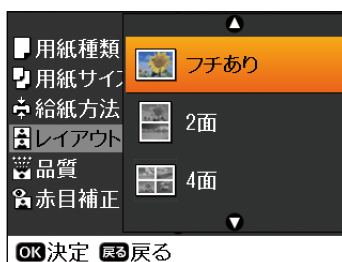 用紙種類
用紙サイズ
給紙方法
レイアウト
品質
赤目補正
フチあり
2面
4面
OK決定 戻る戻る